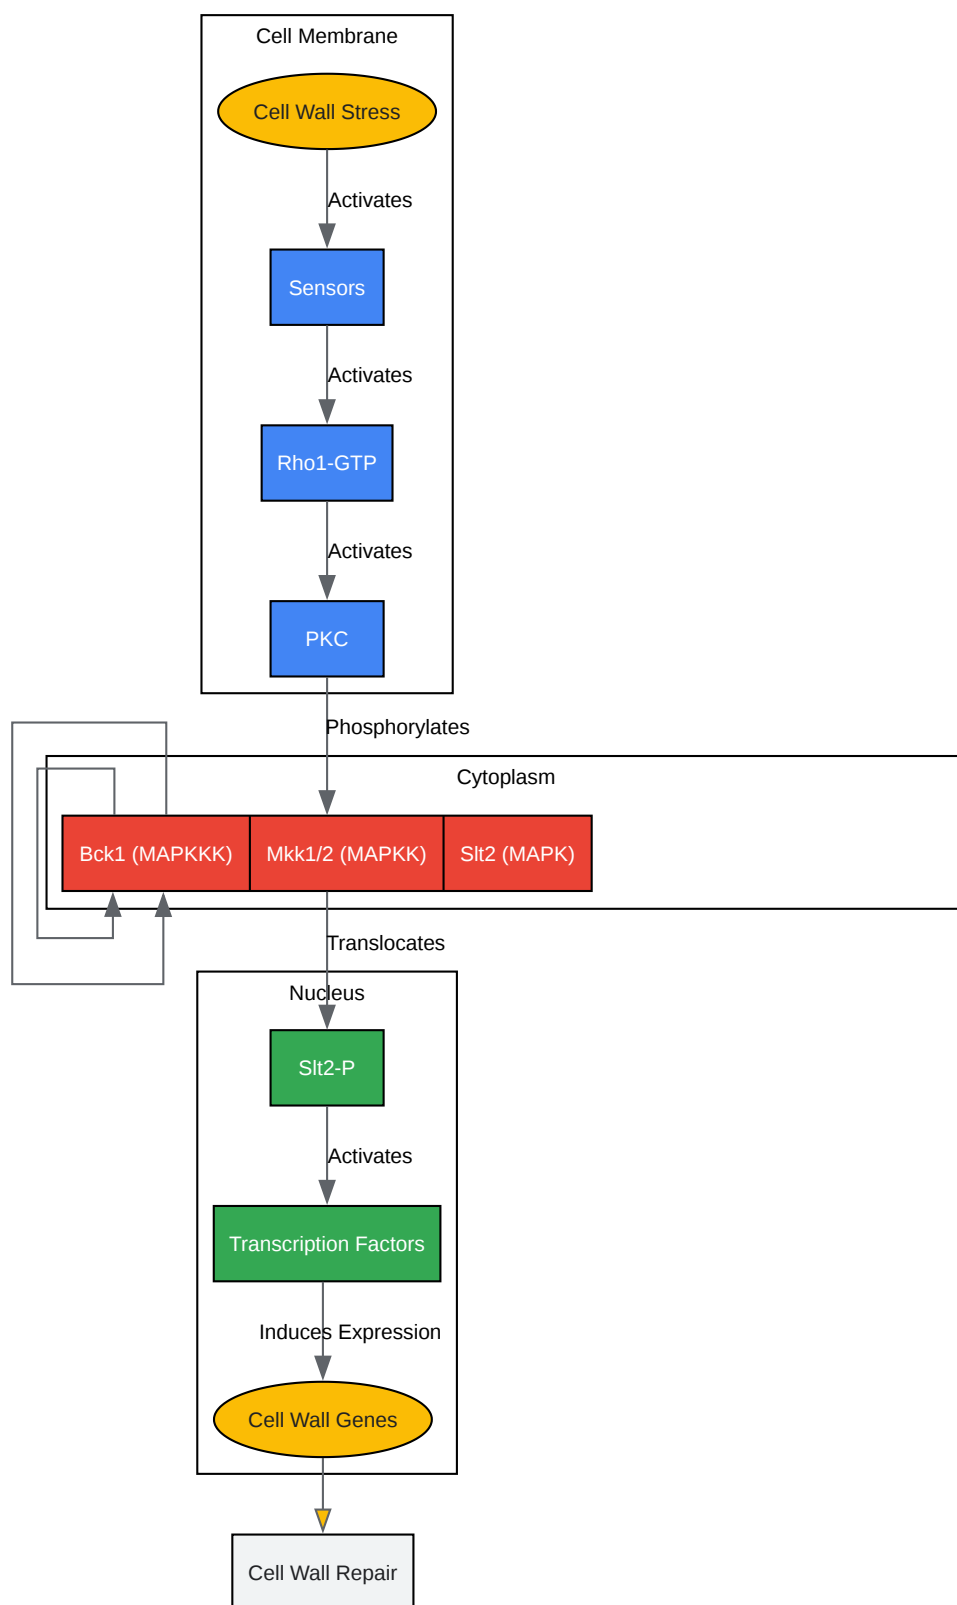 Cell Membrane
Cell Wall Stress
Activates
Sensors
Activates
Rho1-GTP
Activates
PKC
Phosphorylates
Cytoplasm
Bck1 (MAPKKK)
Mkk1/2 (MAPKK)
Slt2 (MAPK)
Translocates
Nucleus
Slt2-P
Activates
Transcription Factors
Induces Expression
Cell Wall Genes
Cell Wall Repair